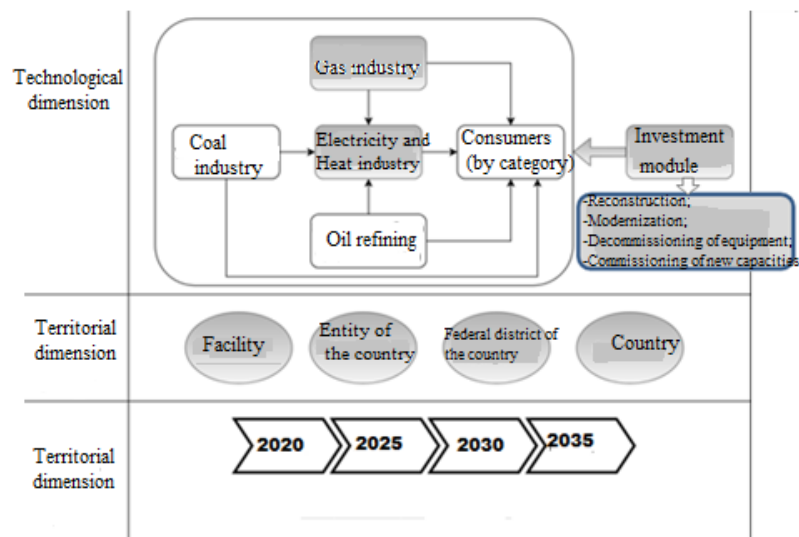 Technological
dimension
Gas industry
Coal
industry
Electricity and
Heat industry
Consumers
(by category)
Oil refining
Investment
module
-Reconstruction;
-Modernization;
-Decommissioning of equipment;
-Commissioning of new capacities
Territorial
dimension
Facility
Entity of
the country
Federal district of
the country
Country
Territorial
dimension
2020
2025
2030
2035